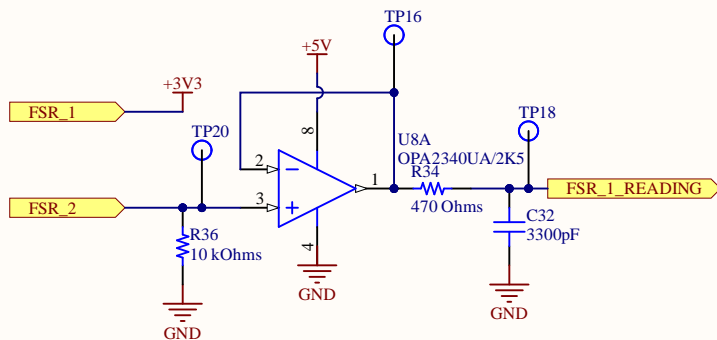 TP16
+5V
+3V3
FSR_1
TP20
TP18
8
U8A
OPA2340UA/2K5
2
1
R34
FSR_1_READING
3
FSR_2
470 Ohms
C32
3300pF
R36
10 kOhms
4
GND
GND
GND